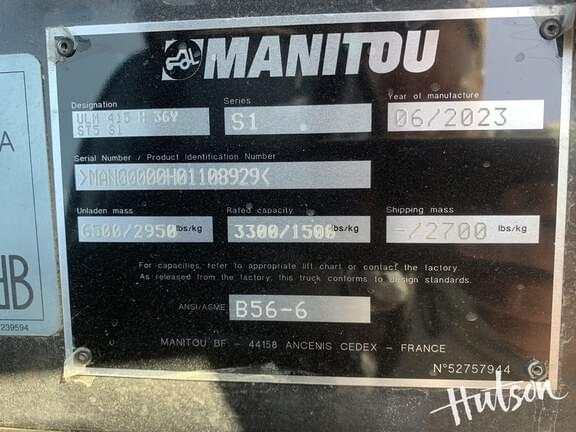 MANITOU
Designation
ULM 415 H 36Y
ST5 S1
Series
S1
Year of manufacture
06/2023
Serial Number / Product Identification Number
>MAN00000H01108929<
Unladen mass
6500/2950 lbs/kg
Rated capacity
3300/1500 lbs/kg
Shipping mass
-/2700 lbs/kg
For capacities, refer to appropriate lift chart or contact the factory.
As released from factory, this truck conforms to design standards.
ANSI/ASME
B56-6
MANITOU BF - 44158 ANCENIS CEDEX - FRANCE
N°52757944
A
239594
Hutson